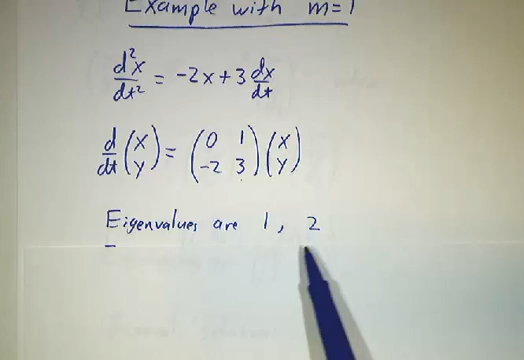 Example with m=1
d²x/dt² = -2x+3 dx/dt
d/dt (x y) = (0 1 -2 3)(x y)
Eigenvalues are 1, 2